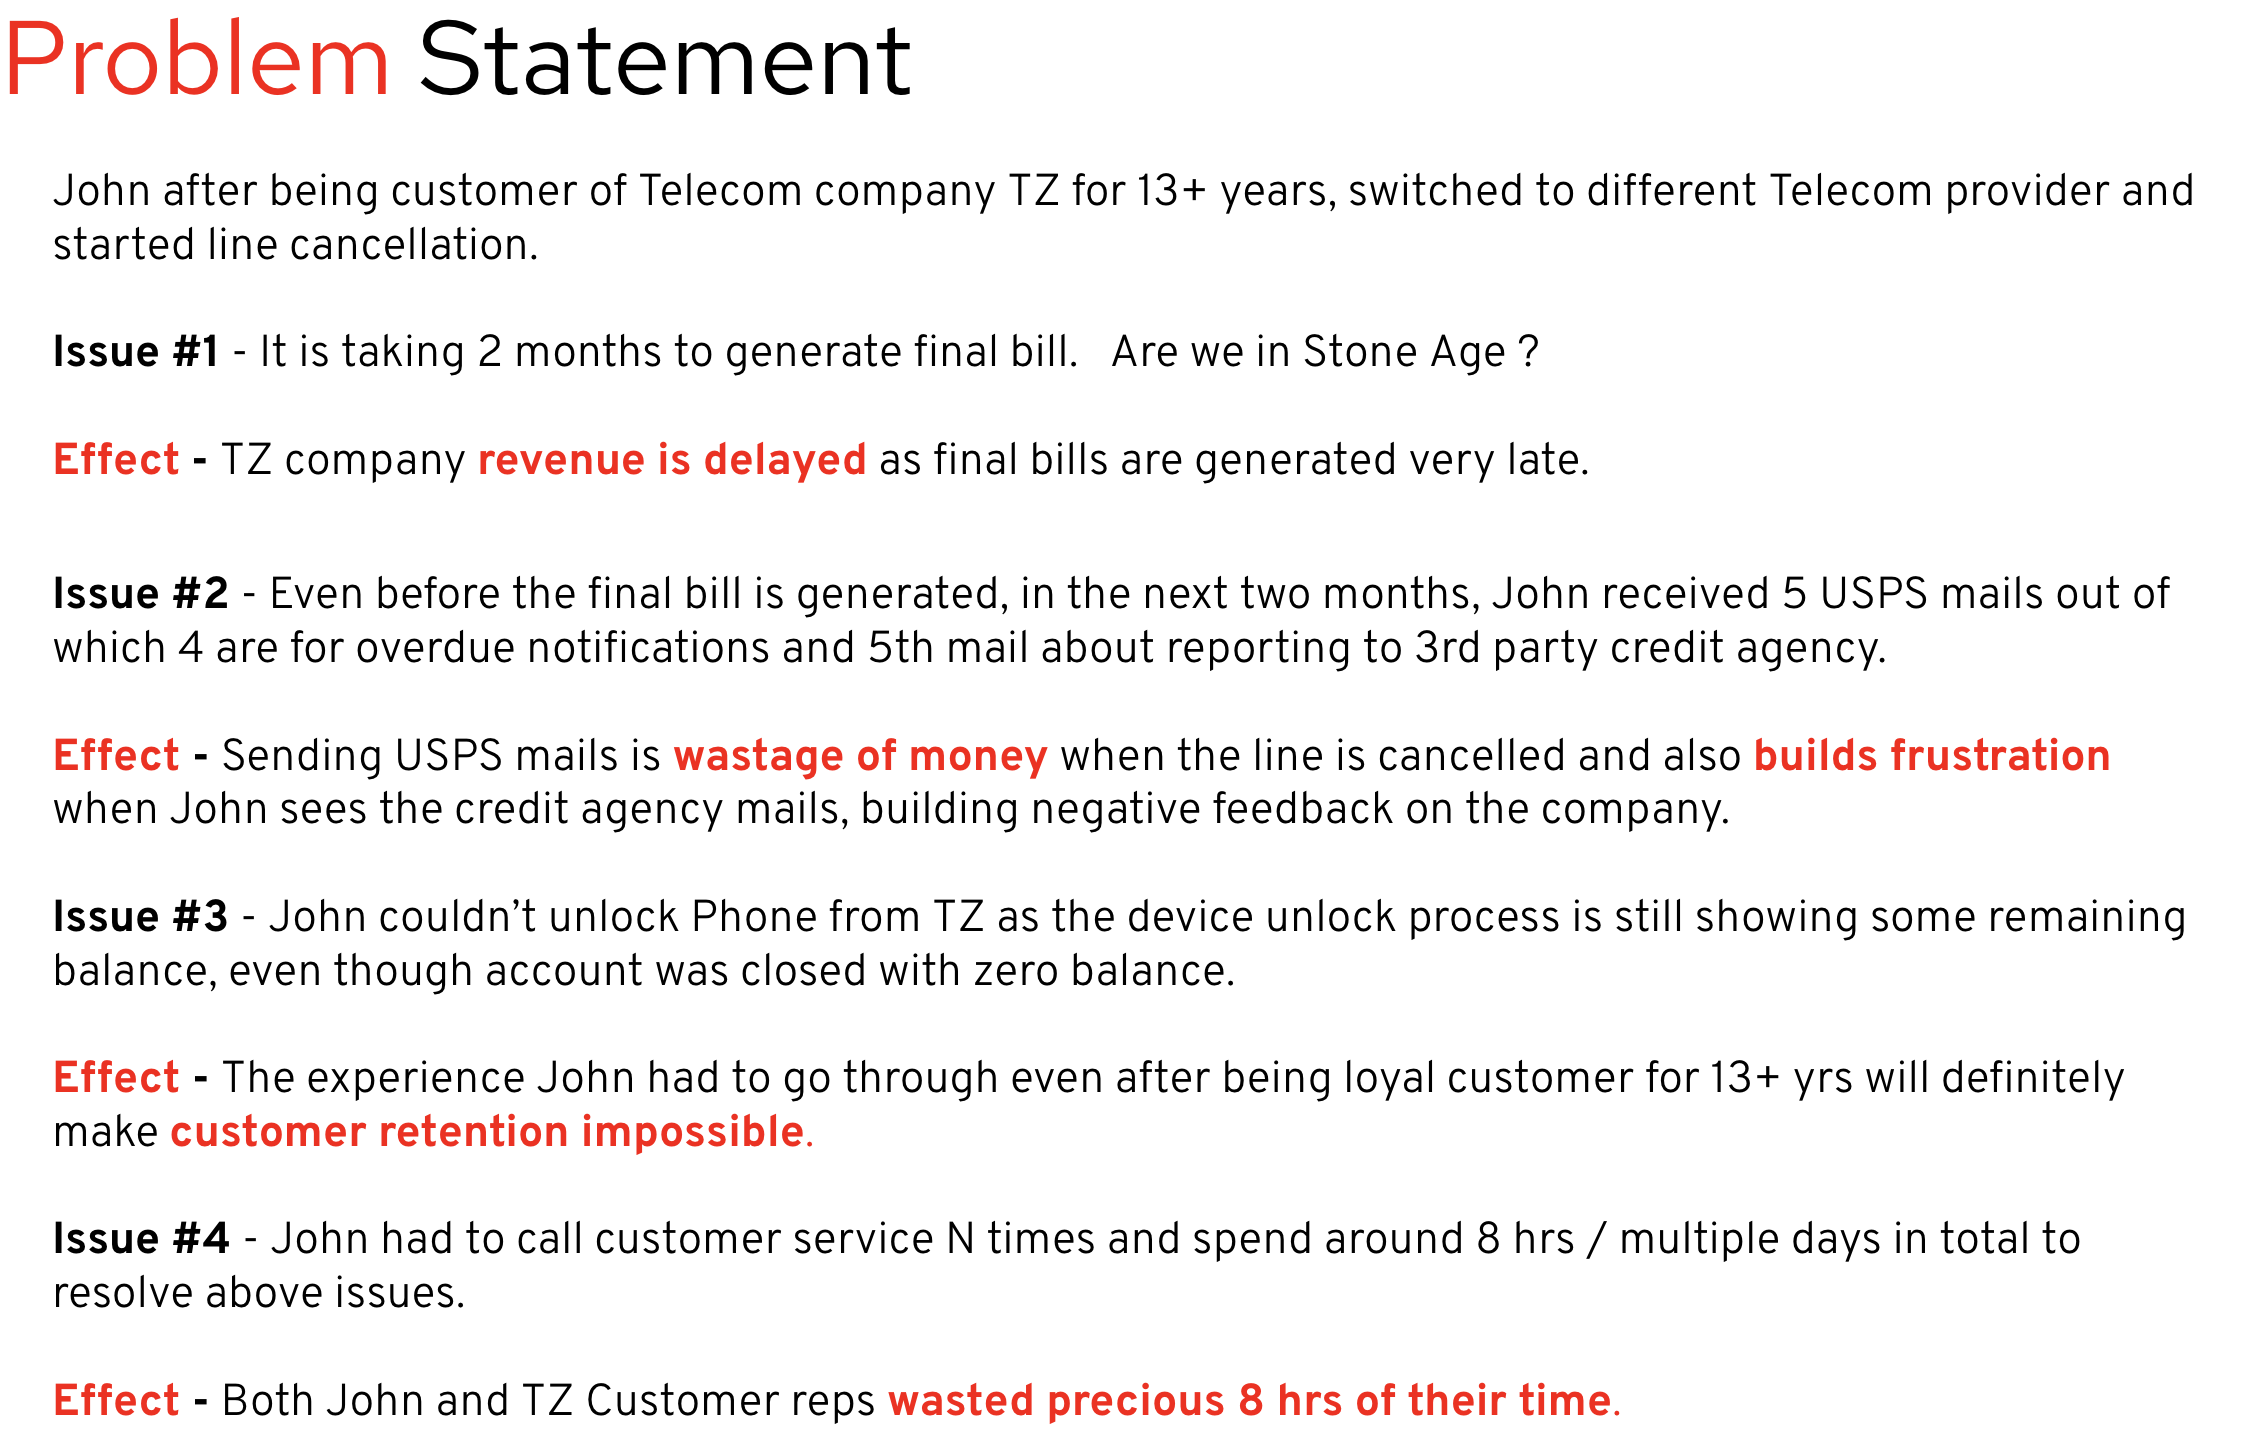 Problem Statement
John after being customer of Telecom company TZ for 13+ years, switched to different Telecom provider and
started line cancellation.
Issue #1 - It is taking 2 months to generate final bill.   Are we in Stone Age ?
Effect - TZ company revenue is delayed as final bills are generated very late.
Issue #2 - Even before the final bill is generated, in the next two months, John received 5 USPS mails out of
which 4 are for overdue notifications and 5th mail about reporting to 3rd party credit agency.
Effect - Sending USPS mails is wastage of money when the line is cancelled and also builds frustration
when John sees the credit agency mails, building negative feedback on the company.
Issue #3 - John couldn’t unlock Phone from TZ as the device unlock process is still showing some remaining
balance, even though account was closed with zero balance.
Effect - The experience John had to go through even after being loyal customer for 13+ yrs will definitely
make customer retention impossible.
Issue #4 - John had to call customer service N times and spend around 8 hrs / multiple days in total to
resolve above issues.
Effect - Both John and TZ Customer reps wasted precious 8 hrs of their time.